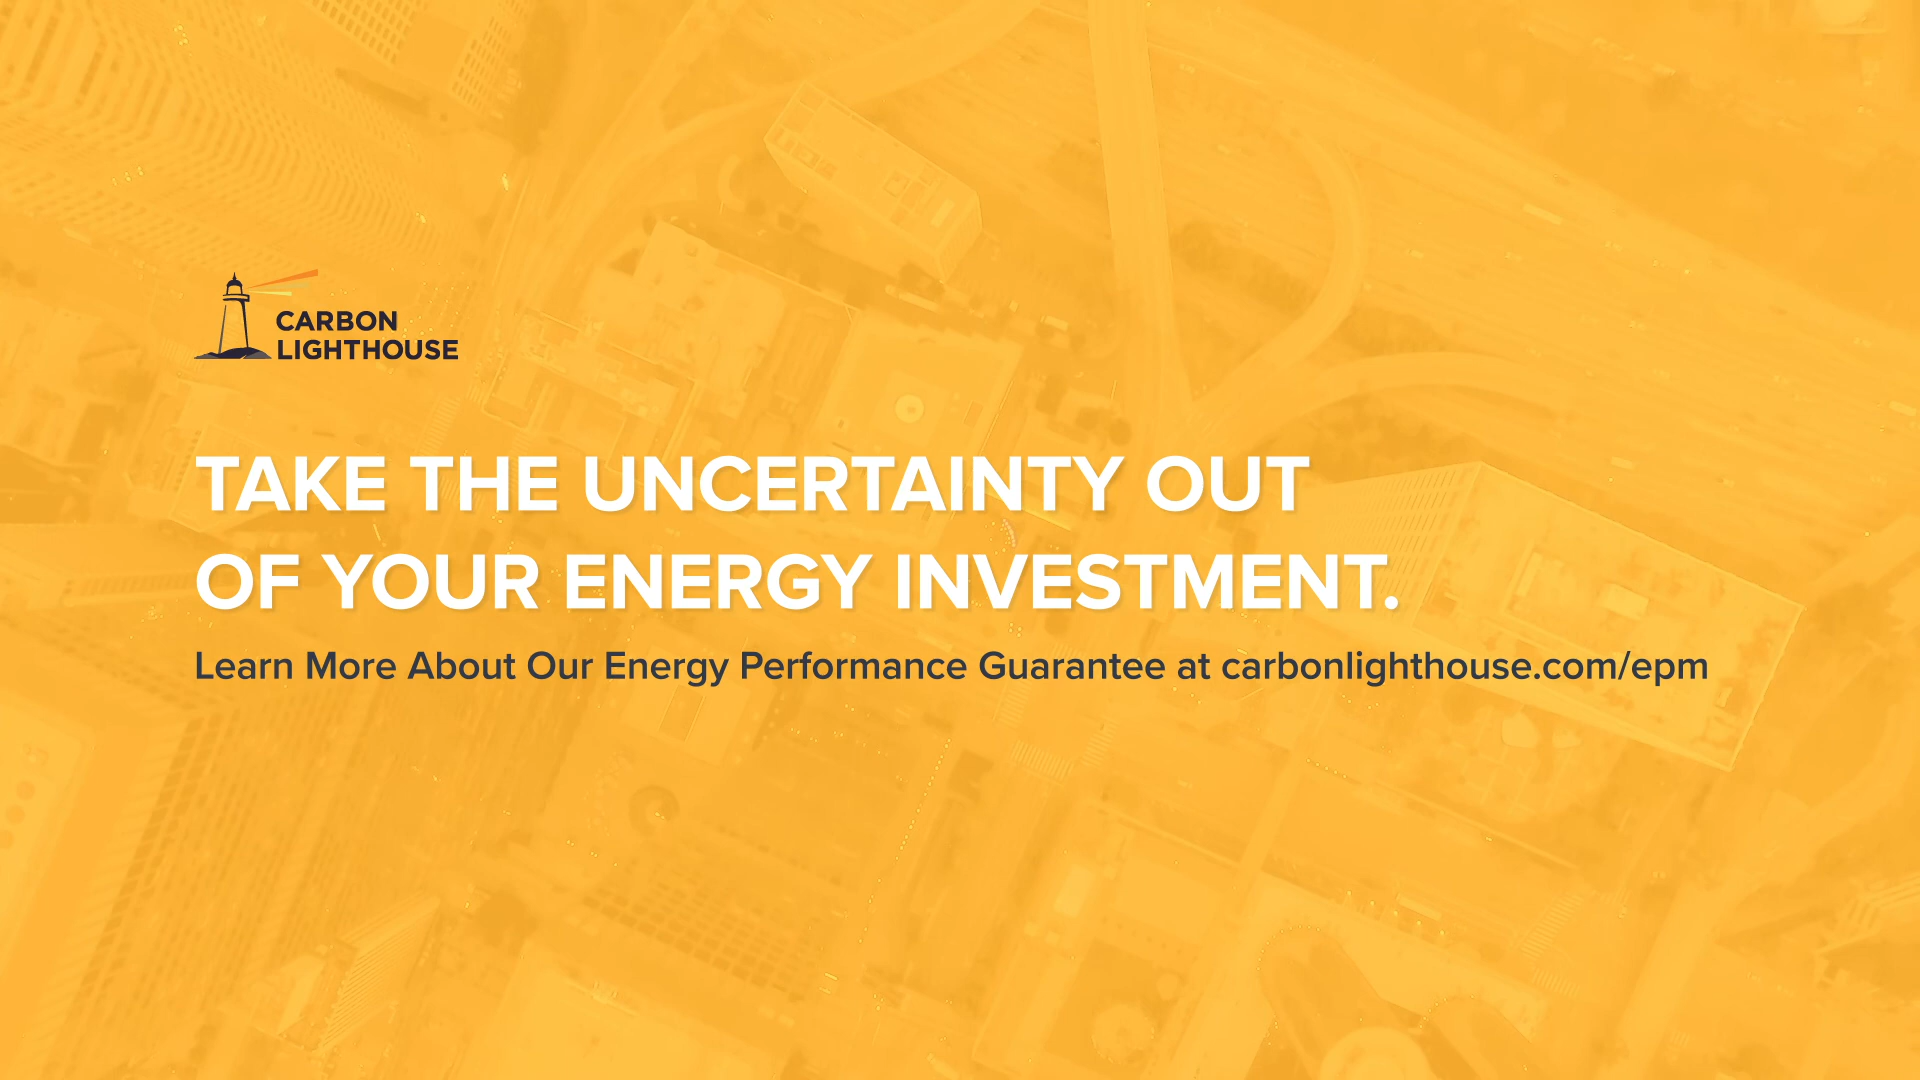 CARBON
LIGHTHOUSE
TAKE THE UNCERTAINTY OUT
OF YOUR ENERGY INVESTMENT.
Learn More About Our Energy Performance Guarantee at carbonlighthouse.com/epm